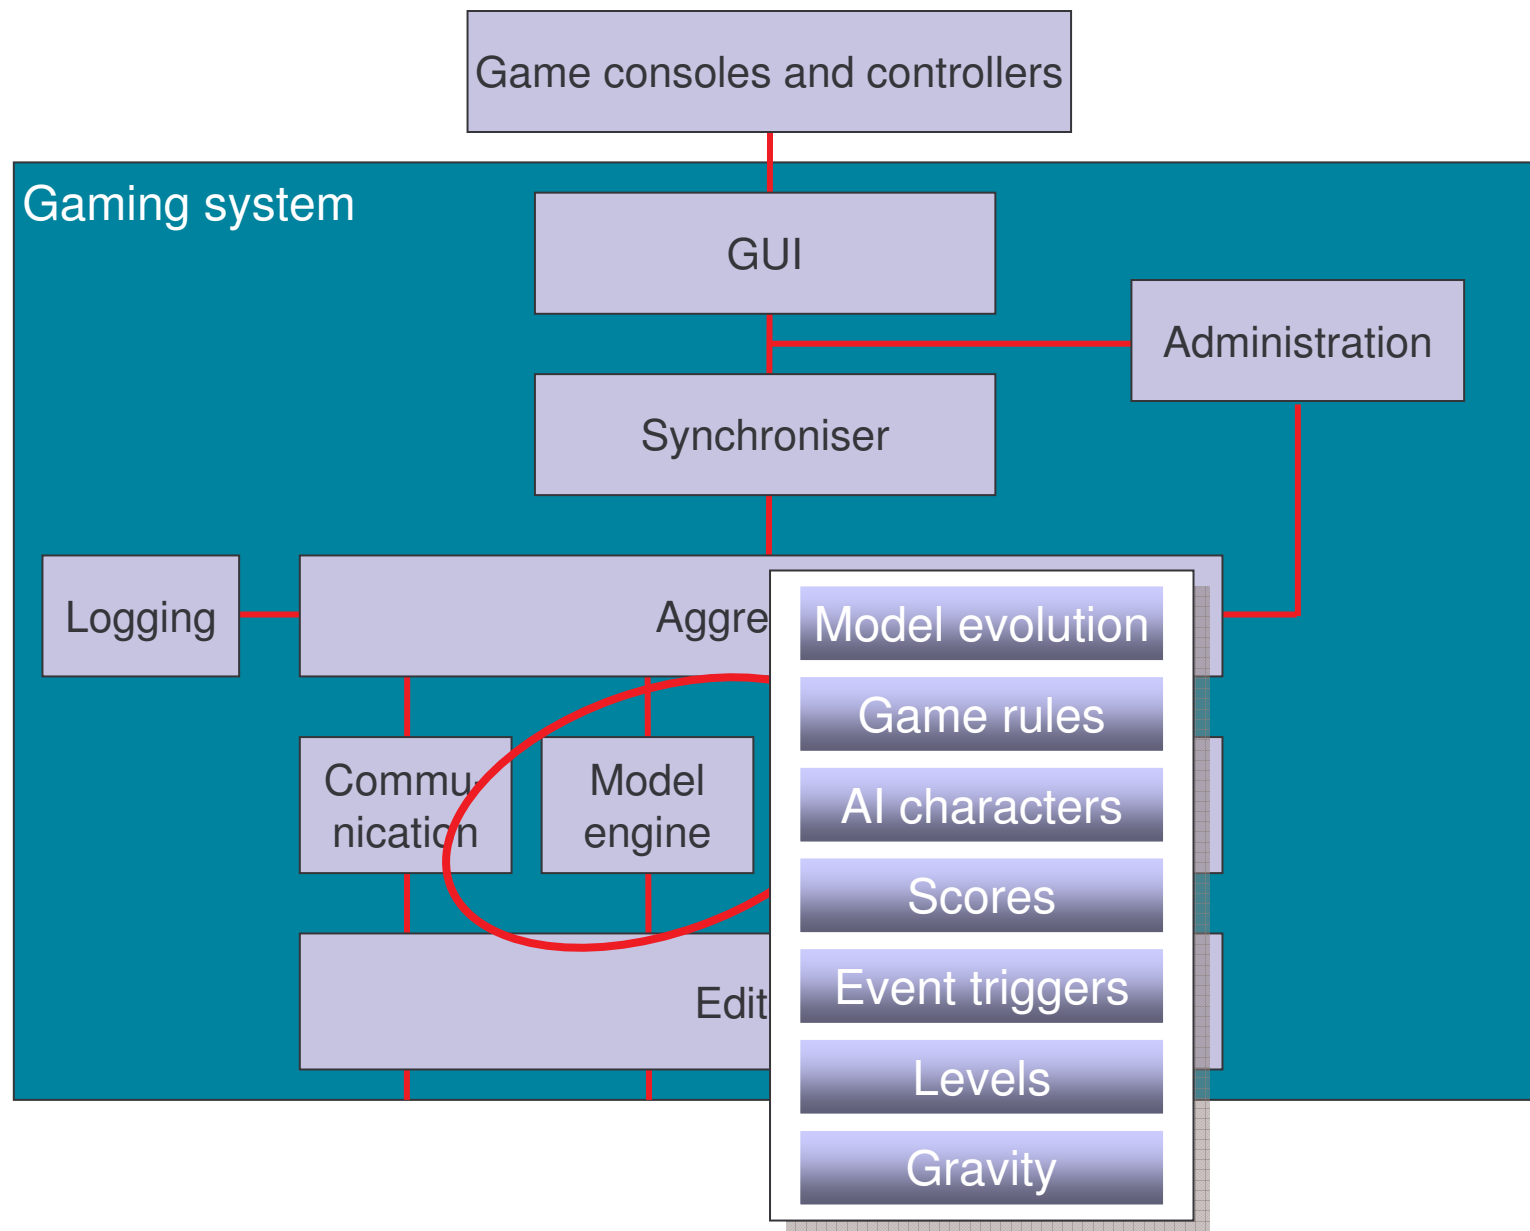 Game consoles and controllers
Gaming system
GUI
Administration
Synchroniser
Logging
Aggre
Commu-
nication
Model
engine
Edit
Model evolution
Game rules
AI characters
Scores
Event triggers
Levels
Gravity